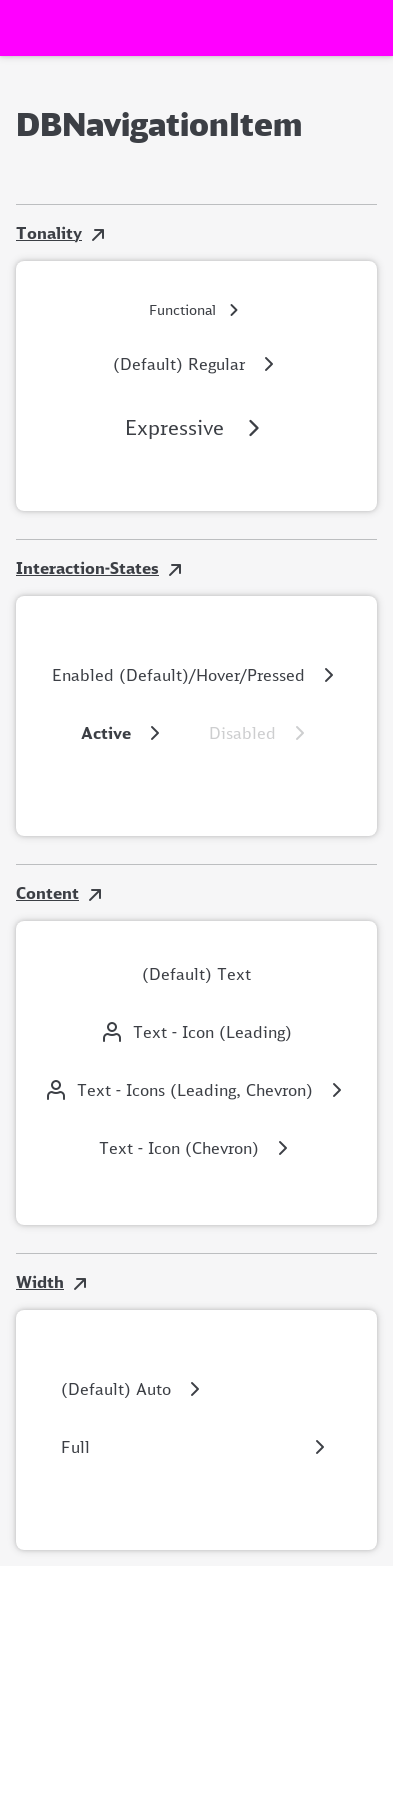 DBNavigationItem
Tonality
Functional
(Default) Regular
Expressive
Interaction-States
Enabled (Default)/Hover/Pressed
Active Disabled
Content
(Default) Text
Text - Icon (Leading)
Text - Icons (Leading, Chevron)
Text - Icon (Chevron)
Width
(Default) Auto
Full